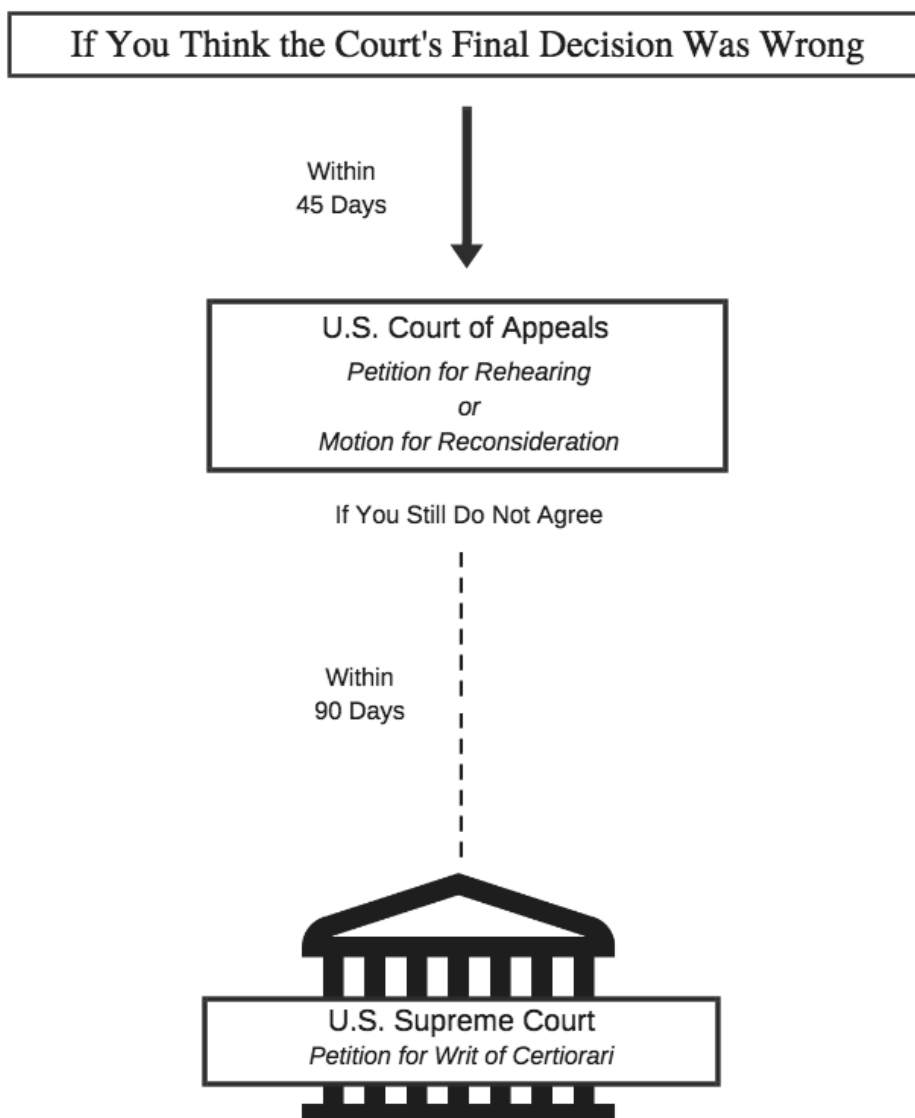 If You Think the Court's Final Decision Was Wrong
Within
45 Days
U.S. Court of Appeals
Petition for Rehearing
or
Motion for Reconsideration
If You Still Do Not Agree
Within
90 Days
U.S. Supreme Court
Petition for Writ of Certiorari